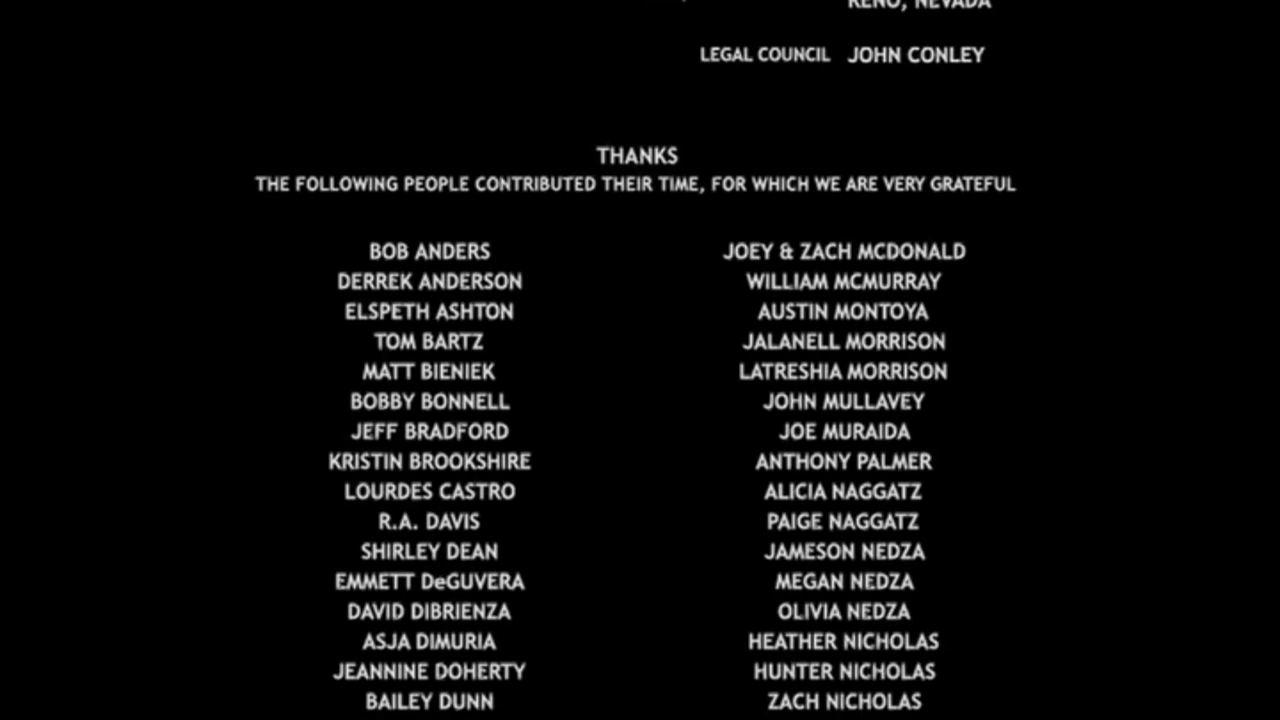 RENO, NEVADA
LEGAL COUNCIL JOHN CONLEY
THANKS
THE FOLLOWING PEOPLE CONTRIBUTED THEIR TIME, FOR WHICH WE ARE VERY GRATEFUL
BOB ANDERS JOEY & ZACH MCDONALD
DERREK ANDERSON WILLIAM MCMURRAY
ELSPETH ASHTON AUSTIN MONTOYA
TOM BARTZ JALANELL MORRISON
MATT BIENIEK LATRESHIA MORRISON
BOBBY BONNELL JOHN MULLAVEY
JEFF BRADFORD JOE MURAIDA
KRISTIN BROOKSHIRE ANTHONY PALMER
LOURDES CASTRO ALICIA NAGGATZ
R.A. DAVIS PAIGE NAGGATZ
SHIRLEY DEAN JAMESON NEDZA
EMMETT DeGUVERA MEGAN NEDZA
DAVID DIBRIENZA OLIVIA NEDZA
ASJA DIMURIA HEATHER NICHOLAS
JEANNINE DOHERTY HUNTER NICHOLAS
BAILEY DUNN ZACH NICHOLAS